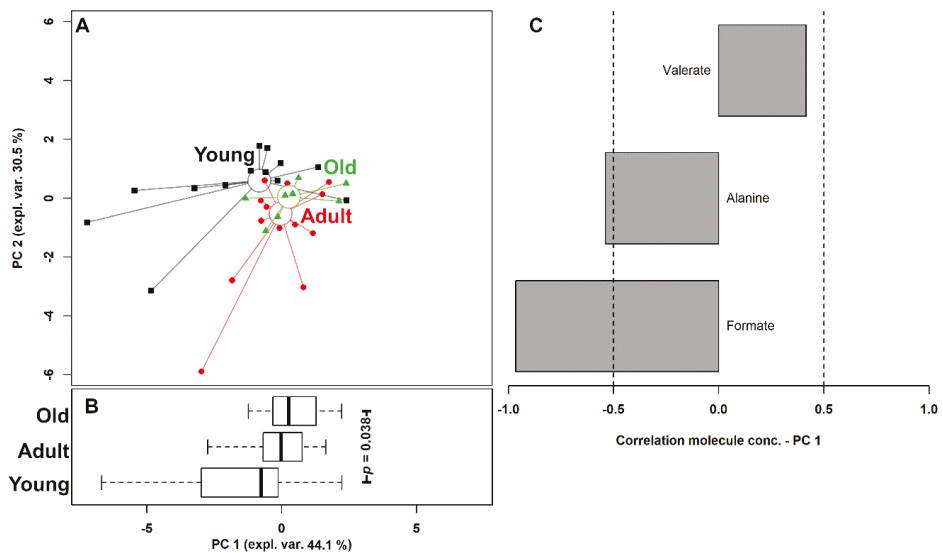 A
6
4
2
0
-2
-4
-6
PC 2 (expl. var. 30.5 %)
Young
Old
Adult
B
Old
Adult
Young
p = 0.038
-5
0
5
PC 1 (expl. var. 44.1 %)
C
Valerate
Alanine
Formate
-1.0
-0.5
0.0
0.5
1.0
Correlation molecule conc. - PC 1